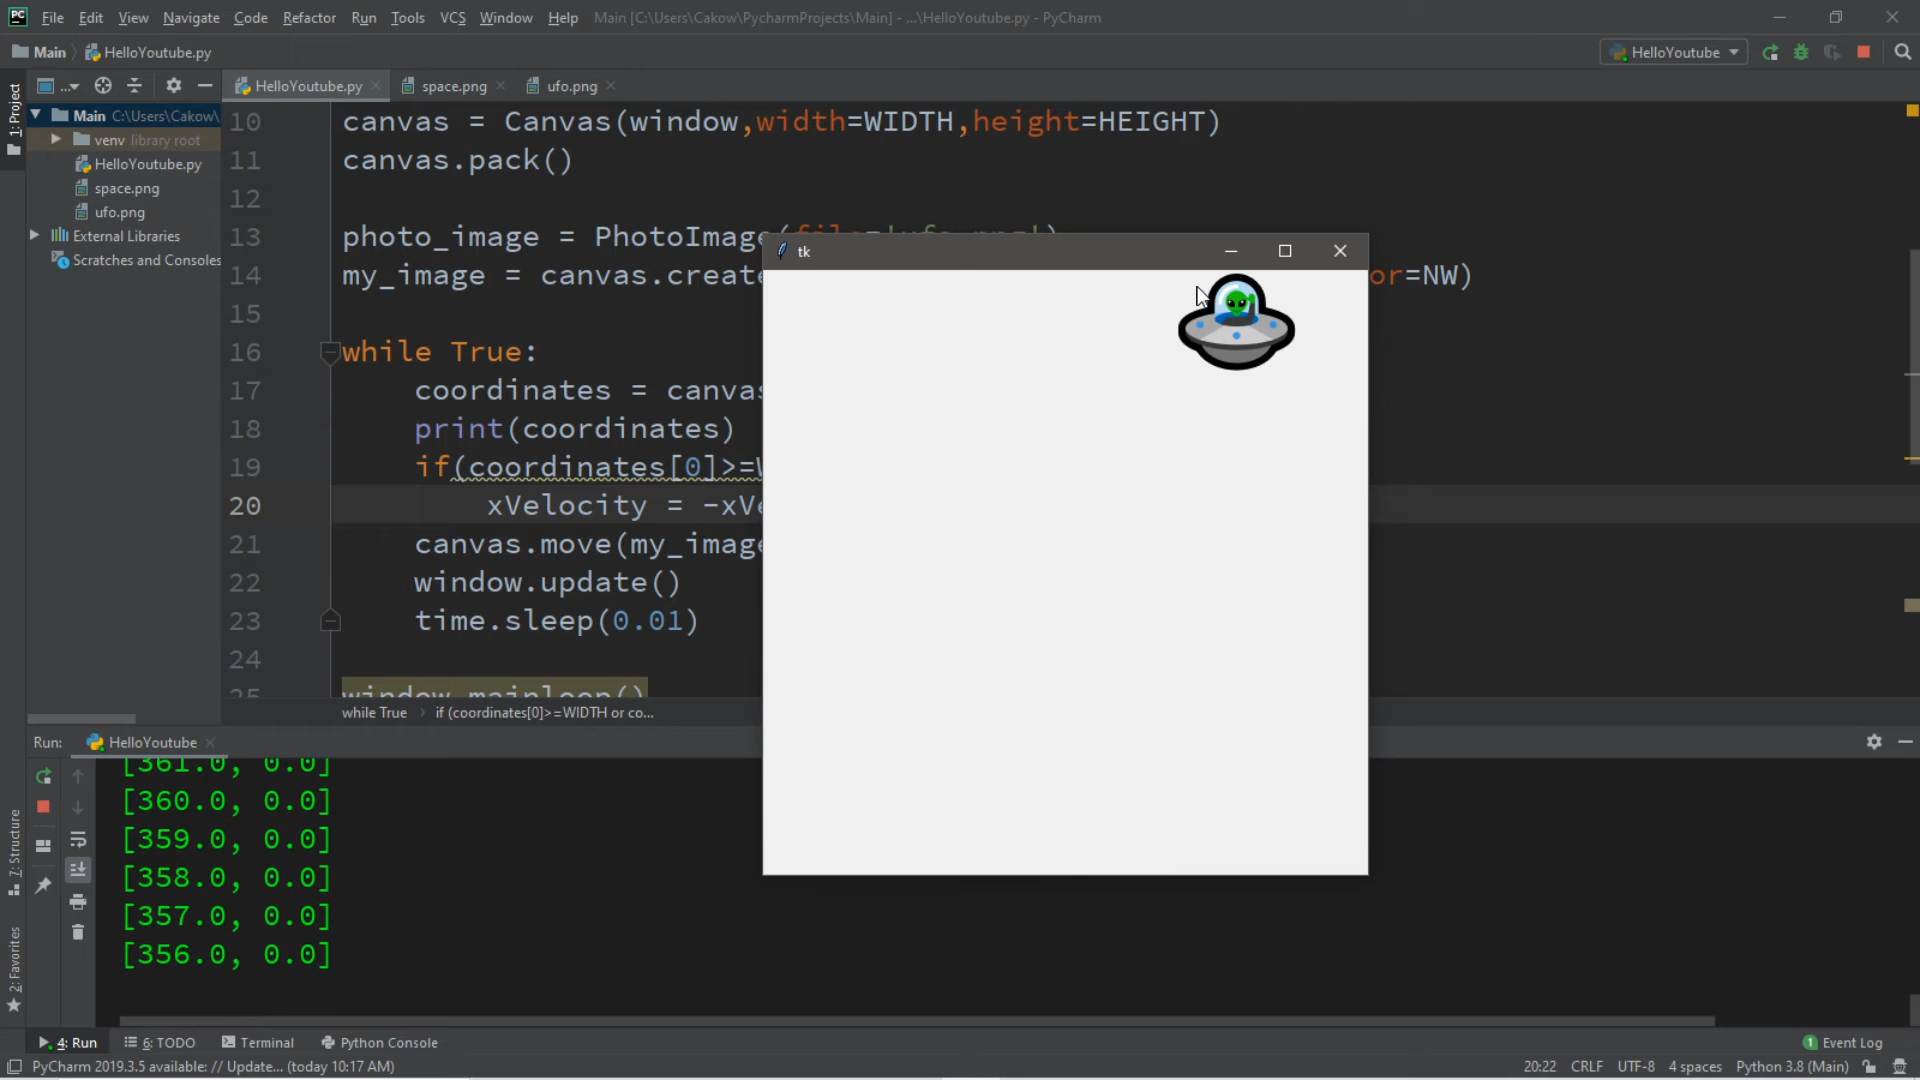 PC File Edit View Navigate Code Refactor Run Tools VCS Window Help Main [C:\Users\Cakow\PycharmProjects\Main] - ...\HelloYoutube.py - PyCharm
Main HelloYoutube.py HelloYoutube
HelloYoutube.py space.png ufo.png
1: Project
Main C:\Users\Cakow\
venv library root
HelloYoutube.py
space.png
ufo.png
External Libraries
Scratches and Consoles
10 canvas = Canvas(window,width=WIDTH,height=HEIGHT)
11 canvas.pack()
12
13 photo_image = PhotoImage(file='ufo.png')
14 my_image = canvas.create or=NW)
15
16 while True:
17 coordinates = canvas
18 print(coordinates)
19 if(coordinates[0]>=W
20 xVelocity = -xVe
21 canvas.move(my_image
22 window.update()
23 time.sleep(0.01)
24
25 window.mainloop()
tk
while True if (coordinates[0]>=WIDTH or co...
Run: HelloYoutube
[361.0, 0.0]
[360.0, 0.0]
[359.0, 0.0]
[358.0, 0.0]
[357.0, 0.0]
[356.0, 0.0]
7: Structure
2: Favorites
4: Run 6: TODO Terminal Python Console 1 Event Log
PyCharm 2019.3.5 available: // Update... (today 10:17 AM) 20:22 CRLF UTF-8 4 spaces Python 3.8 (Main)